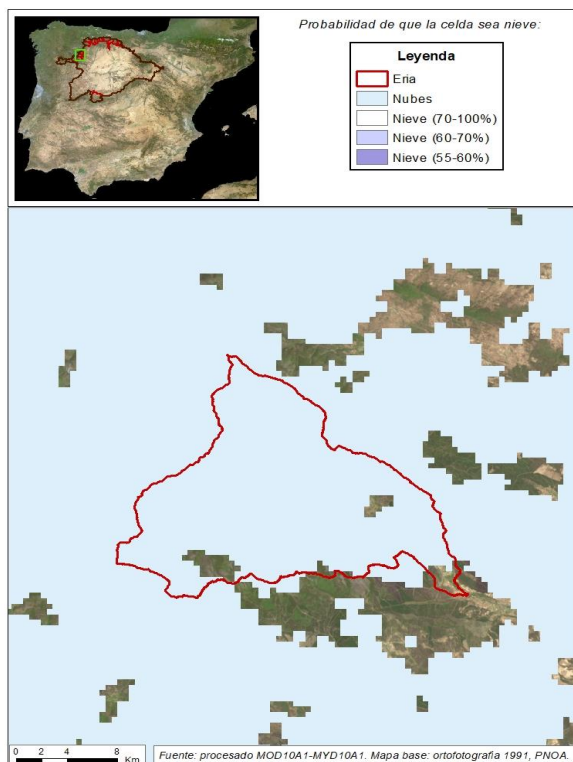 Probabilidad de que la celda sea nieve:
Leyenda
Eria
Nubes
Nieve (70-100%)
Nieve (60-70%)
Nieve (55-60%)
0 2 4 8
Km
Fuente: procesado MOD10A1-MYD10A1. Mapa base: ortofotografia 1991, PNOA.